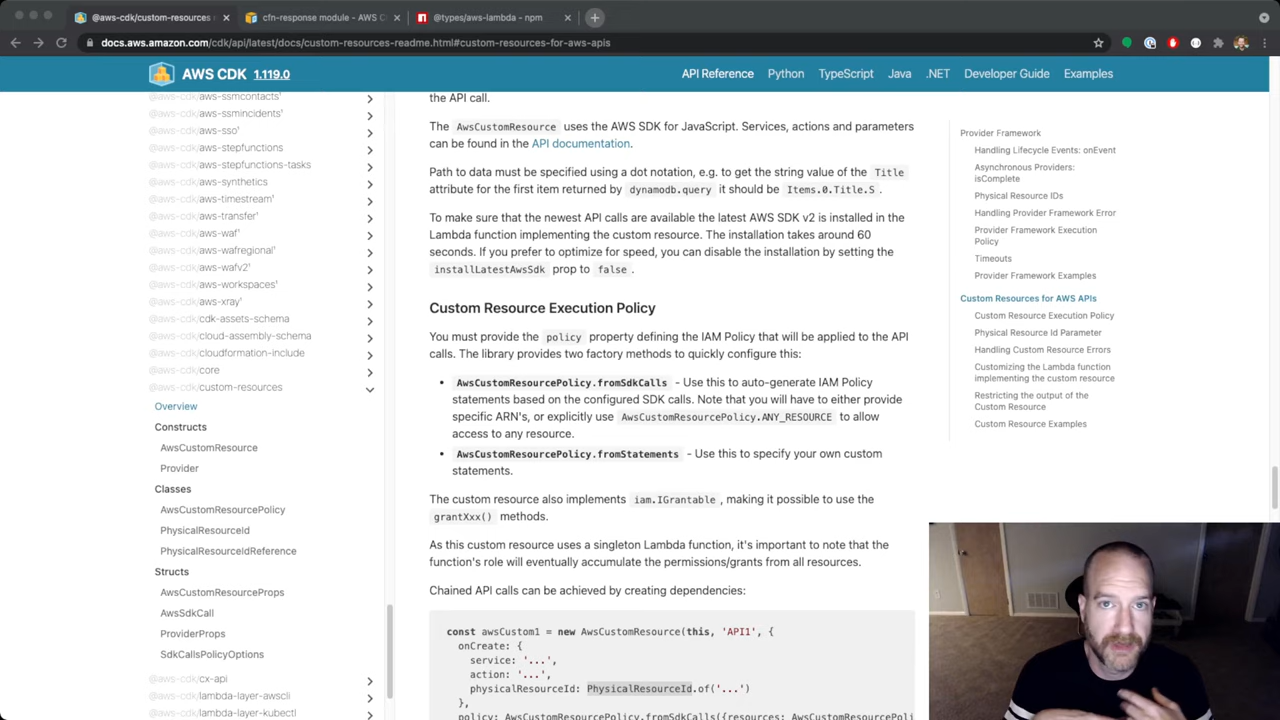 @aws-cdk/custom-resources
cfn-response module - AWS C
@types/aws-lambda - npm
docs.aws.amazon.com/cdk/api/latest/docs/custom-resources-readme.html#custom-resources-for-aws-apis
AWS CDK 1.119.0
API Reference Python TypeScript Java .NET Developer Guide Examples
@aws-cdk/aws-ssmcontacts¹
@aws-cdk/aws-ssmincidents¹
@aws-cdk/aws-sso¹
@aws-cdk/aws-stepfunctions
@aws-cdk/aws-stepfunctions-tasks
@aws-cdk/aws-synthetics
@aws-cdk/aws-timestream¹
@aws-cdk/aws-transfer¹
@aws-cdk/aws-waf¹
@aws-cdk/aws-wafregional
@aws-cdk/aws-wafv2¹
@aws-cdk/aws-workspaces¹
@aws-cdk/aws-xray¹
@aws-cdk/cdk-assets-schema
@aws-cdk/cloud-assembly-schema
@aws-cdk/cloudformation-include
@aws-cdk/core
@aws-cdk/custom-resources
Overview
Constructs
AwsCustomResource
Provider
Classes
AwsCustomResourcePolicy
PhysicalResourceId
PhysicalResourceIdReference
Structs
AwsCustomResourceProps
AwsSdkCall
ProviderProps
SdkCallsPolicyOptions
@aws-cdk/cx-api
@aws-cdk/lambda-layer-awscli
@aws-cdk/lambda-layer-kubectl
the API call.
The AwsCustomResource uses the AWS SDK for JavaScript. Services, actions and parameters
can be found in the API documentation.
Path to data must be specified using a dot notation, e.g. to get the string value of the Title
attribute for the first item returned by dynamodb.query it should be Items.0.Title.S .
To make sure that the newest API calls are available the latest AWS SDK v2 is installed in the
Lambda function implementing the custom resource. The installation takes around 60
seconds. If you prefer to optimize for speed, you can disable the installation by setting the
installLatestAwsSdk prop to false .
Custom Resource Execution Policy
You must provide the policy property defining the IAM Policy that will be applied to the API
calls. The library provides two factory methods to quickly configure this:
• AwsCustomResourcePolicy.fromSdkCalls - Use this to auto-generate IAM Policy
statements based on the configured SDK calls. Note that you will have to either provide
specific ARN's, or explicitly use AwsCustomResourcePolicy.ANY_RESOURCE to allow
access to any resource.
• AwsCustomResourcePolicy.fromStatements - Use this to specify your own custom
statements.
The custom resource also implements iam.IGrantable , making it possible to use the
grantXxx() methods.
As this custom resource uses a singleton Lambda function, it's important to note that the
function's role will eventually accumulate the permissions/grants from all resources.
Chained API calls can be achieved by creating dependencies:
const awsCustom1 = new AwsCustomResource(this, 'API1', {
onCreate: {
service: '...',
action: '...',
physicalResourceId: PhysicalResourceId.of('...')
},
policy: AwsCustomResourcePolicy.fromSdkCalls({resources: AwsCustomResourcePoli
Provider Framework
Handling Lifecycle Events: onEvent
Asynchronous Providers:
isComplete
Physical Resource IDs
Handling Provider Framework Error
Provider Framework Execution
Policy
Timeouts
Provider Framework Examples
Custom Resources for AWS APIs
Custom Resource Execution Policy
Physical Resource Id Parameter
Handling Custom Resource Errors
Customizing the Lambda function
implementing the custom resource
Restricting the output of the
Custom Resource
Custom Resource Examples